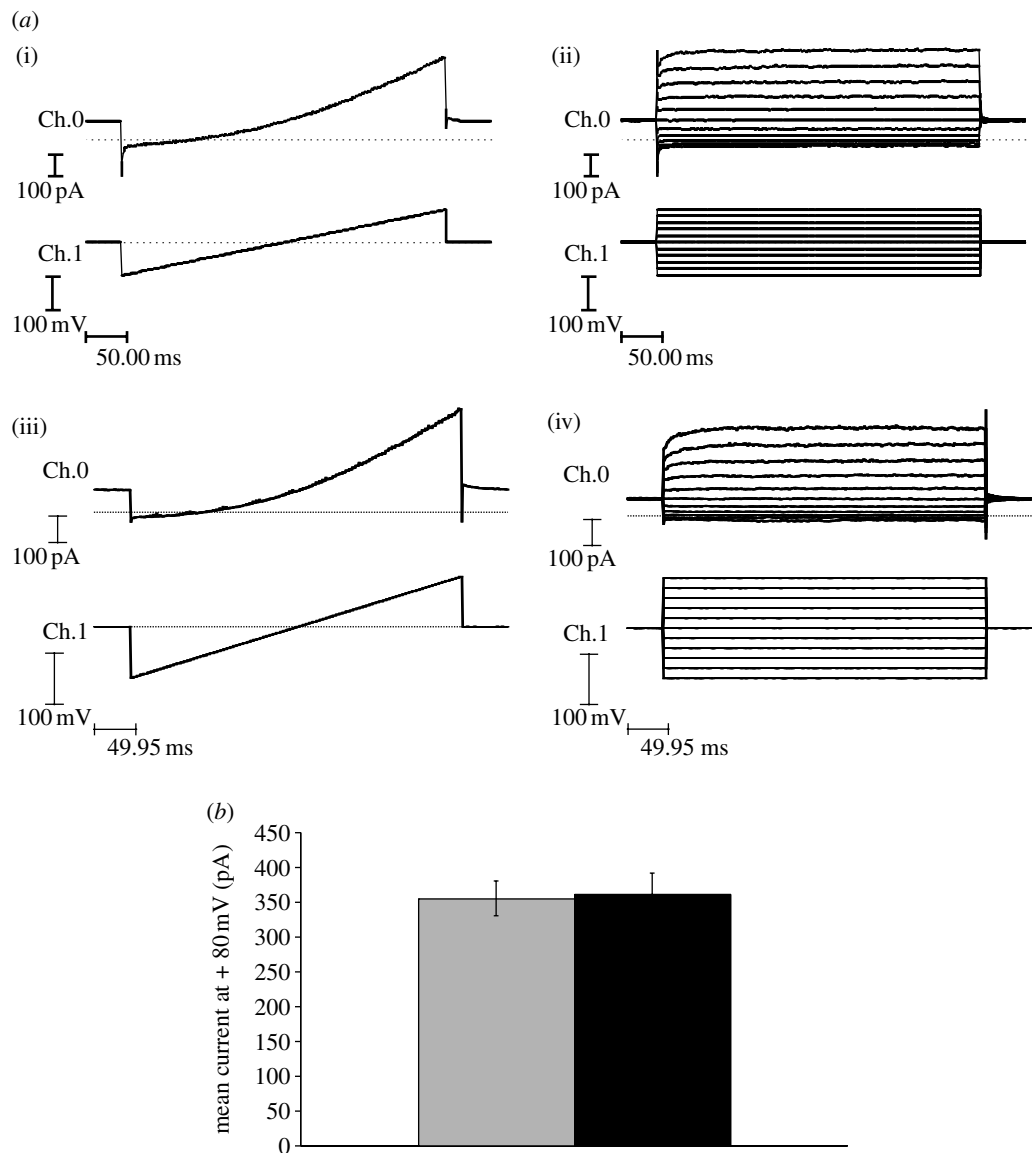 (a)
(i)
Ch.0
100 pA
Ch.1
100 mV
50.00 ms
(ii)
Ch.0
100 pA
Ch.1
100 mV
50.00 ms
(iii)
Ch.0
100 pA
Ch.1
100 mV
49.95 ms
(iv)
Ch.0
100 pA
Ch.1
100 mV
49.95 ms
(b)
mean current at + 80 mV (pA)
450
400
350
300
250
200
150
100
50
0